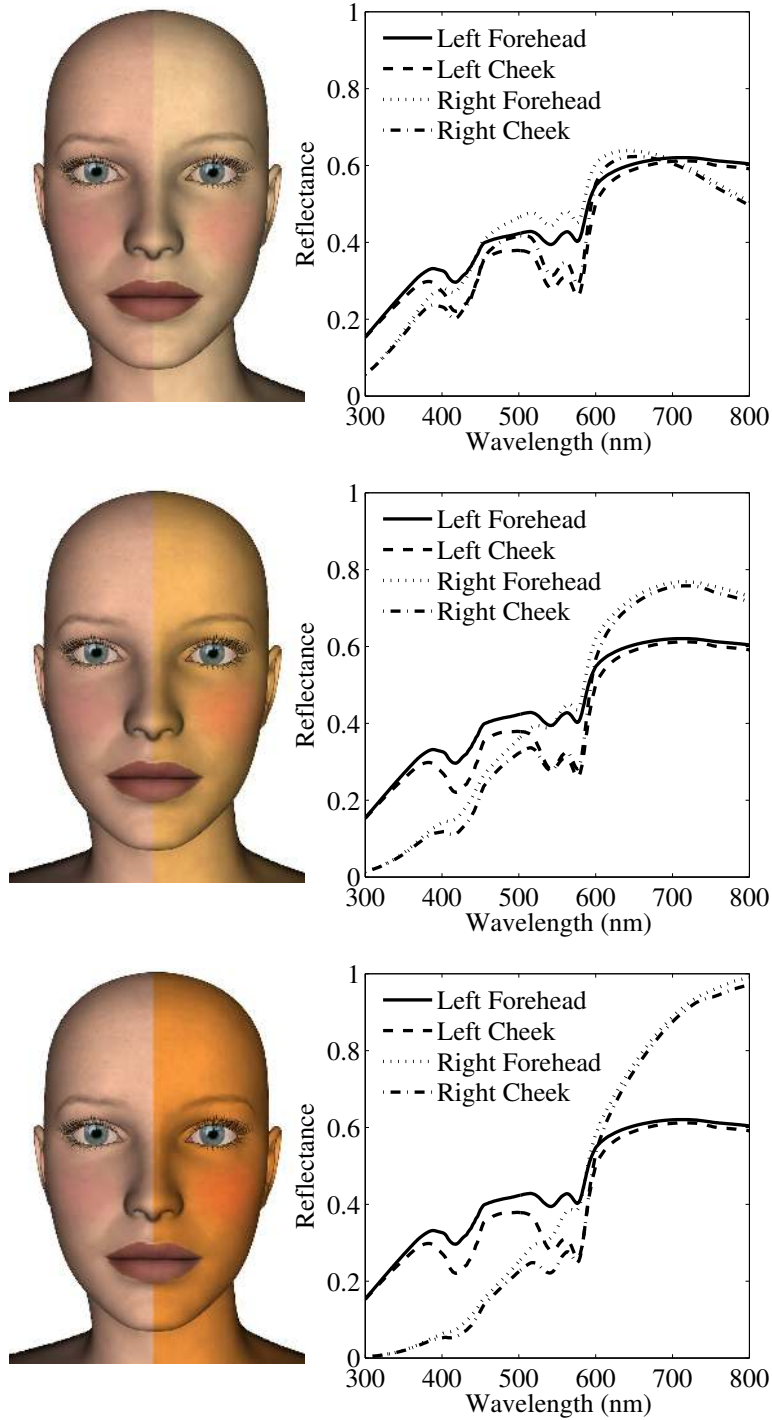 1
0.8
0.6
0.4
0.2
0
Reflectance
Left Forehead
Left Cheek
Right Forehead
Right Cheek
300 400 500 600 700 800
Wavelength (nm)
1
0.8
0.6
0.4
0.2
0
Reflectance
Left Forehead
Left Cheek
Right Forehead
Right Cheek
300 400 500 600 700 800
Wavelength (nm)
1
0.8
0.6
0.4
0.2
0
Reflectance
Left Forehead
Left Cheek
Right Forehead
Right Cheek
300 400 500 600 700 800
Wavelength (nm)